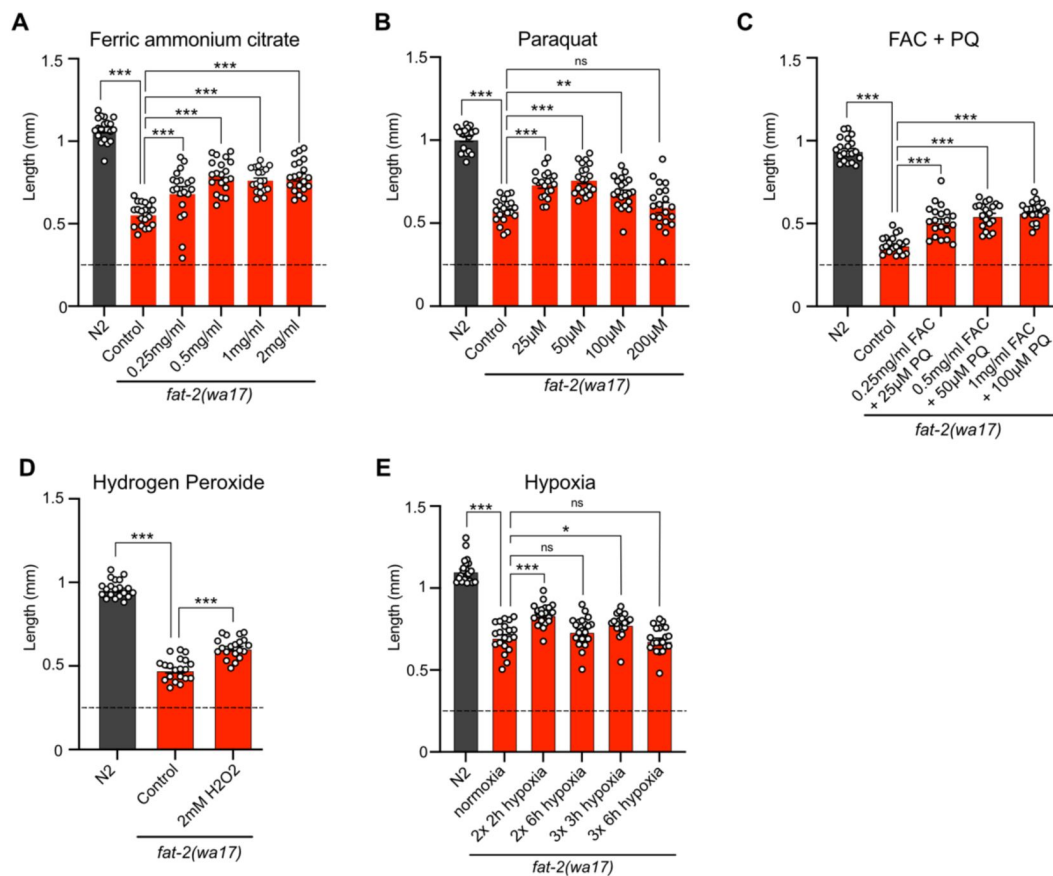 A
Ferric ammonium citrate
Length (mm)
1.5
1
0.5
0
***
***
***
***
***
N2
Control
0.25mg/ml
0.5mg/ml
1mg/ml
2mg/ml
fat-2(wa17)
B
Paraquat
Length (mm)
1.5
1
0.5
0
ns
**
***
***
***
N2
Control
25µM
50µM
100µM
200µM
fat-2(wa17)
C
FAC + PQ
Length (mm)
1.5
1
0.5
0
***
***
***
***
N2
Control
0.25mg/ml FAC
+ 25µM PQ
0.5mg/ml FAC
+ 50µM PQ
1mg/ml FAC
+ 100µM PQ
fat-2(wa17)
D
Hydrogen Peroxide
Length (mm)
1.5
1
0.5
0
***
***
N2
Control
2mM H2O2
fat-2(wa17)
E
Hypoxia
Length (mm)
1.5
1
0.5
0
ns
***
*
ns
***
N2
normoxia
2x 2h hypoxia
2x 6h hypoxia
3x 3h hypoxia
3x 6h hypoxia
fat-2(wa17)